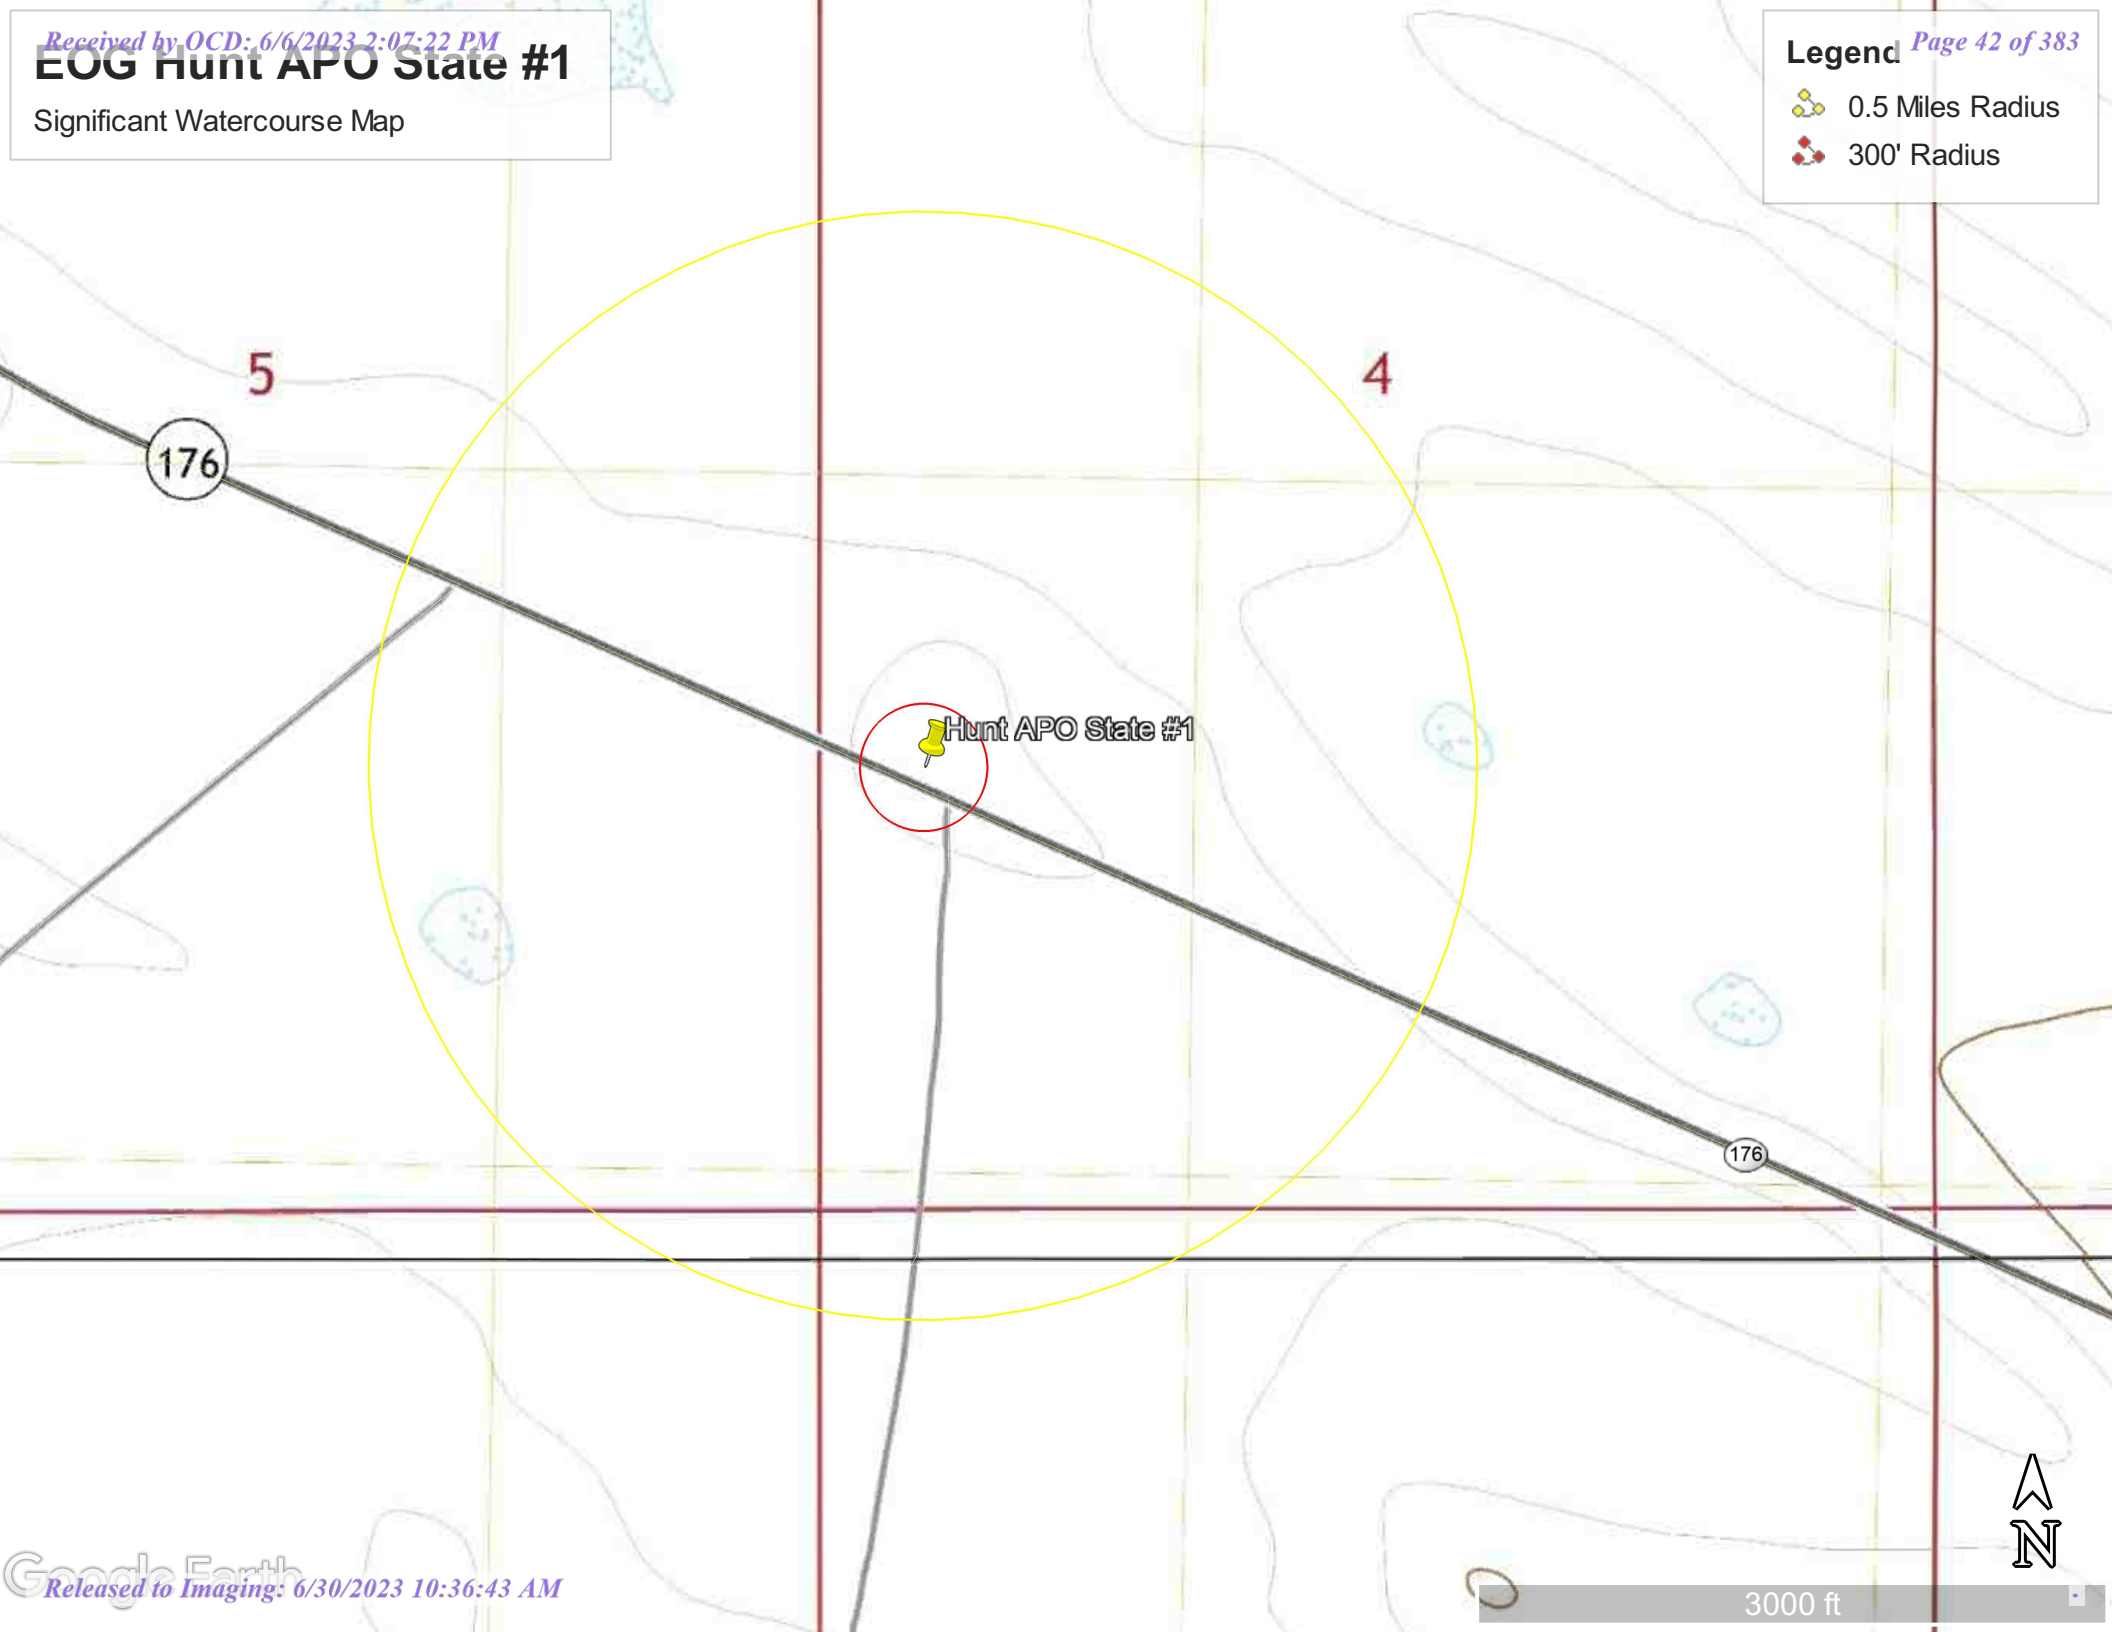 Received by OCD: 6/6/2023 2:07:22 PM
EOG Hunt APO State #1
Significant Watercourse Map
Page 42 of 383
Legend
0.5 Miles Radius
300' Radius
5
4
176
Hunt APO State #1
176
N
Google Earth
Released to Imaging: 6/30/2023 10:36:43 AM
3000 ft